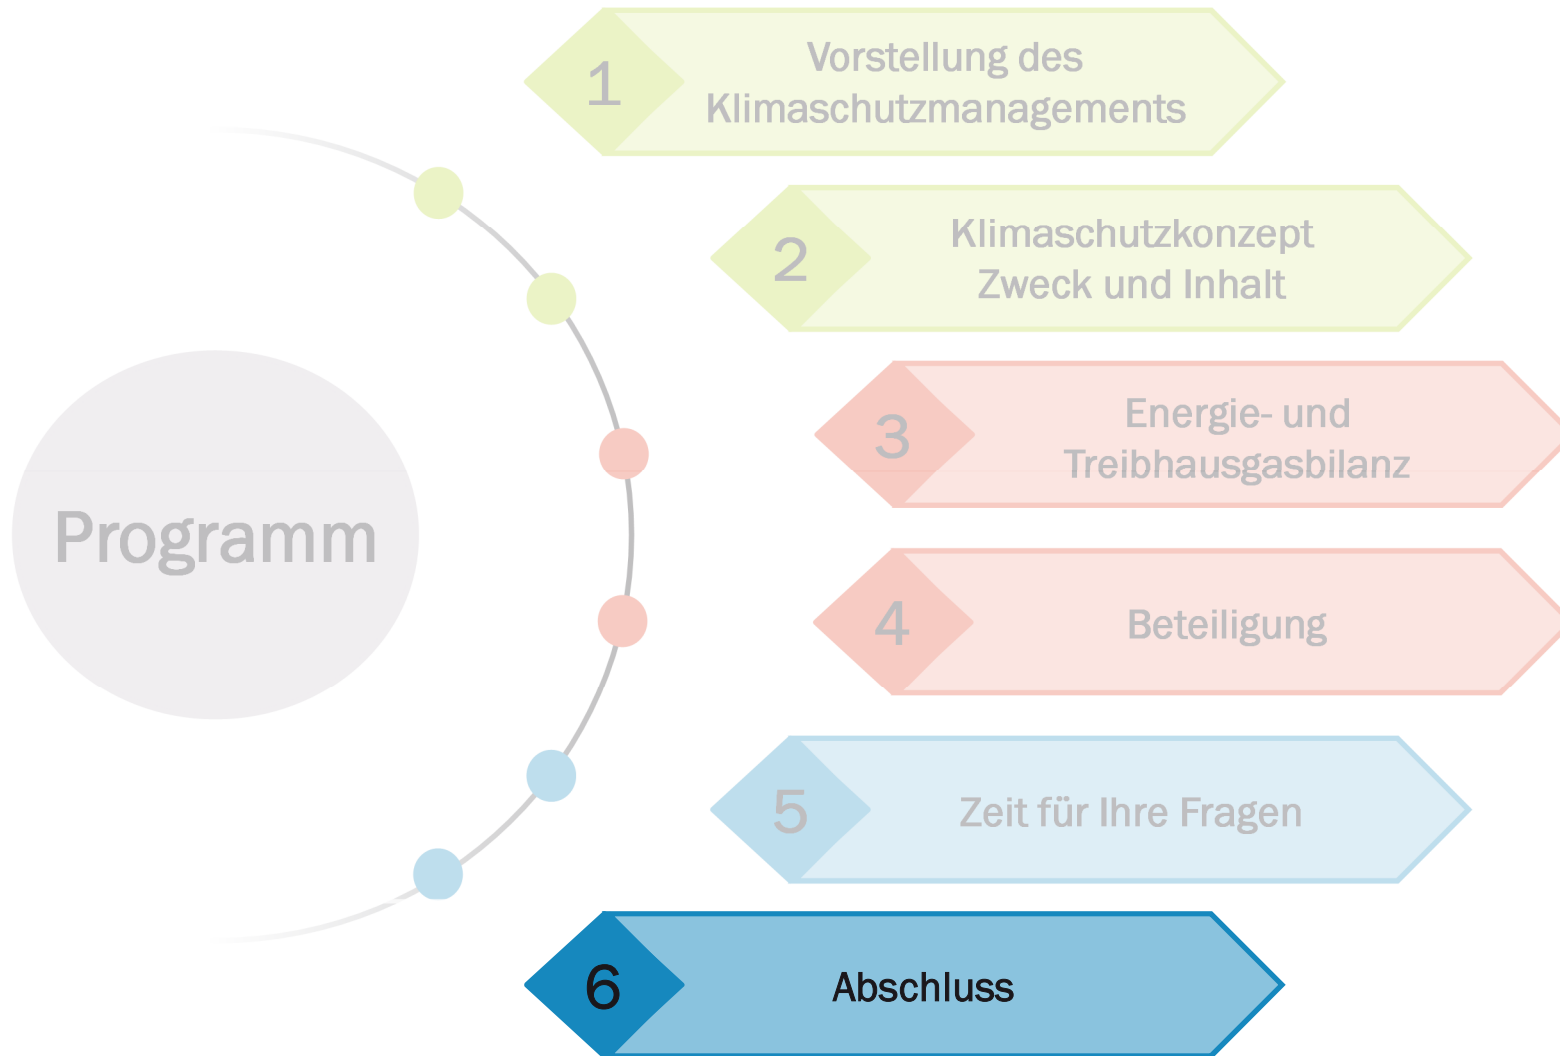 Programm
1
Vorstellung des
Klimaschutzmanagements
2
Klimaschutzkonzept
Zweck und Inhalt
3
Energie- und
Treibhausgasbilanz
4
Beteiligung
5
Zeit für Ihre Fragen
6
Abschluss